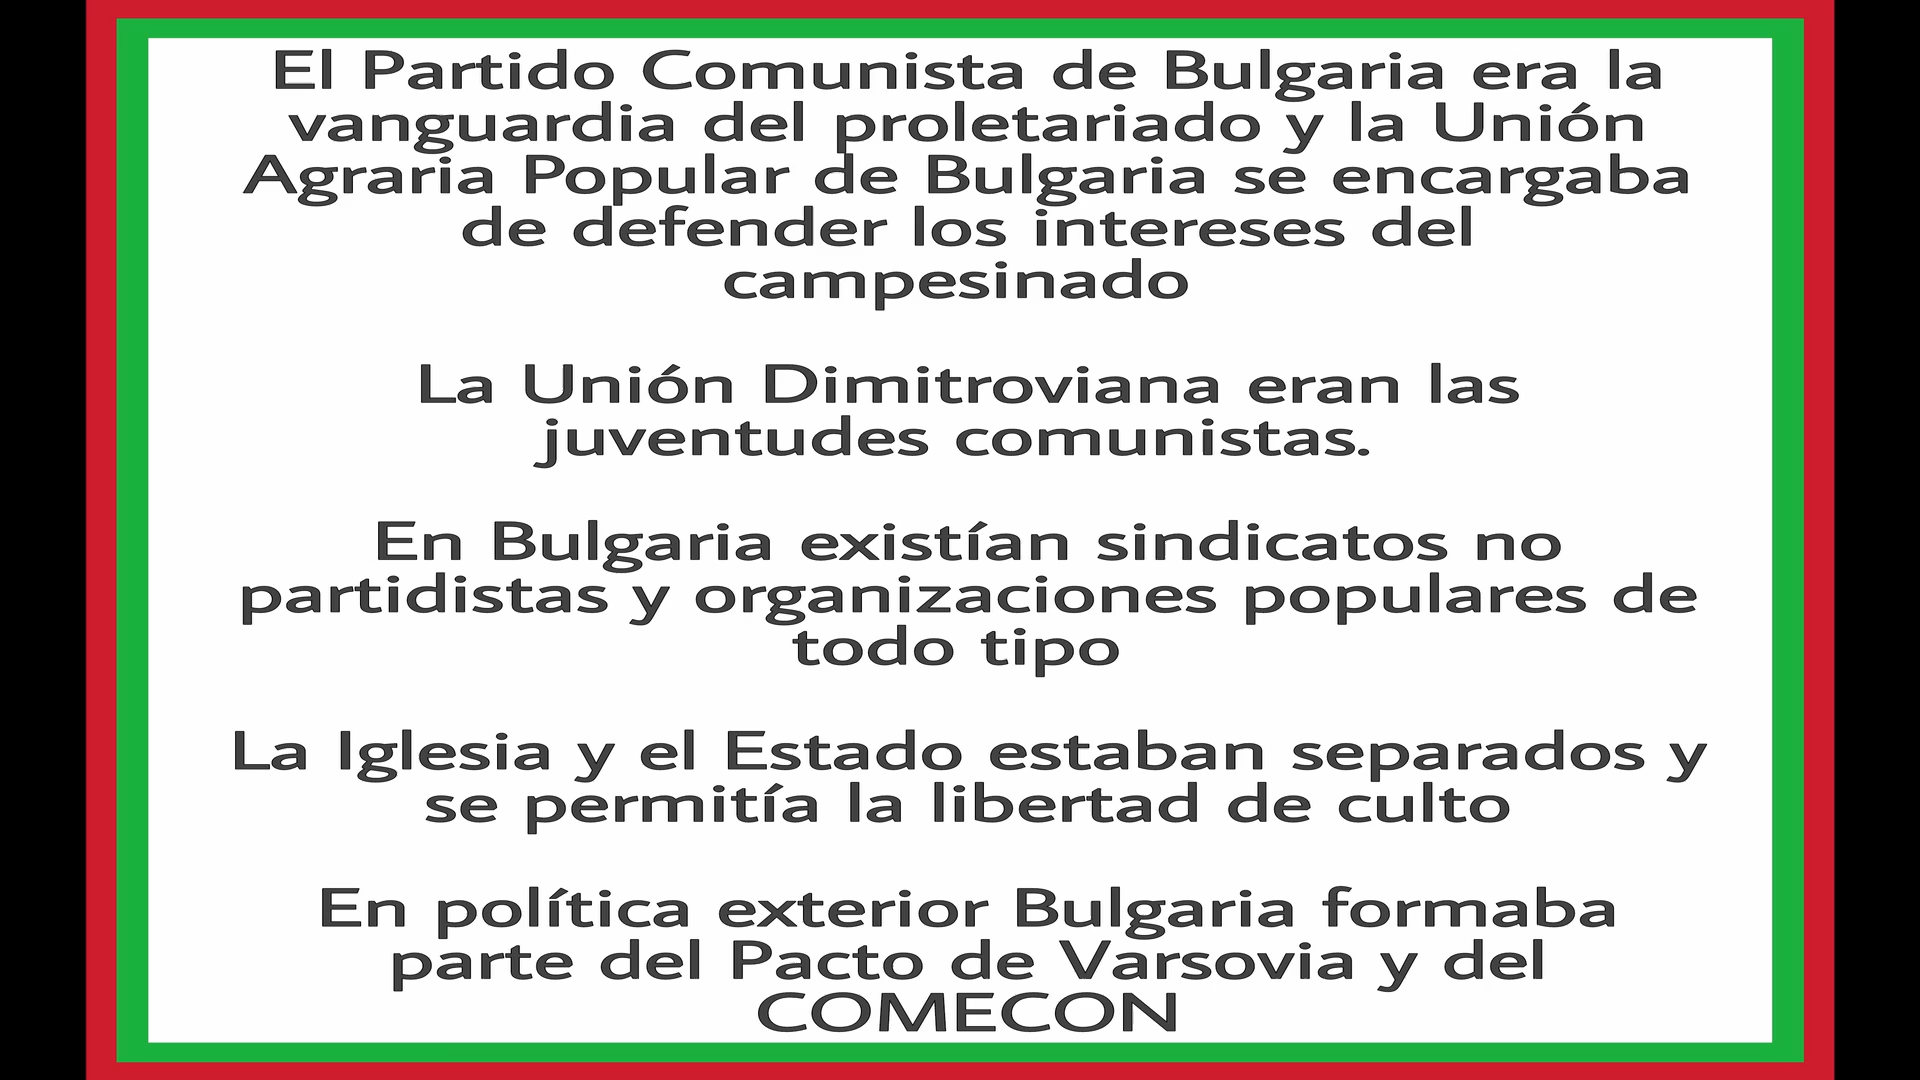 El Partido Comunista de Bulgaria era la
vanguardia del proletariado y la Unión
Agraria Popular de Bulgaria se encargaba
de defender los intereses del
campesinado
La Unión Dimitroviana eran las
juventudes comunistas.
En Bulgaria existían sindicatos no
partidistas y organizaciones populares de
todo tipo
La Iglesia y el Estado estaban separados y
se permitía la libertad de culto
En política exterior Bulgaria formaba
parte del Pacto de Varsovia y del
COMECON